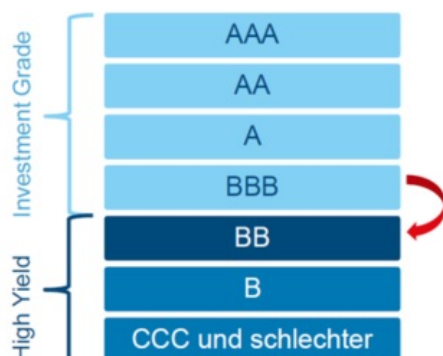 Investment Grade
AAA
AA
A
BBB
High Yield
BB
B
CCC und schlechter